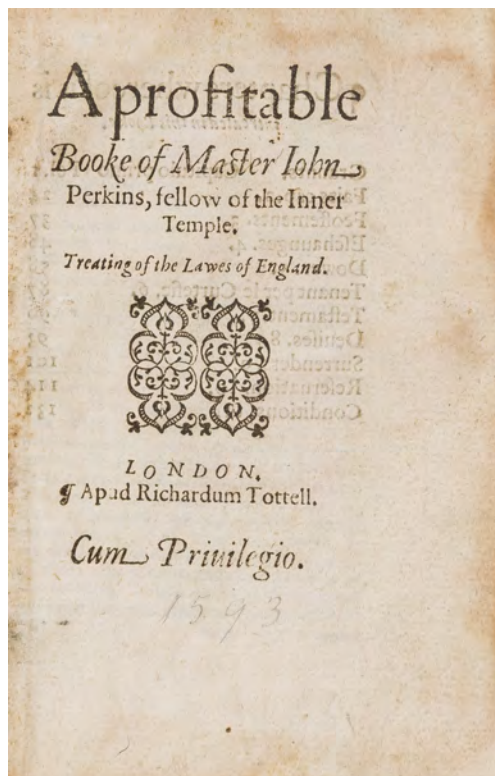 A profitable
Booke of Master Iohn
Perkins, fellow of the Inner
Temple.
Treating of the Lawes of England.
LONDON.
¶ Apud Richardum Tottell.
Cum Priuilegio.
1593